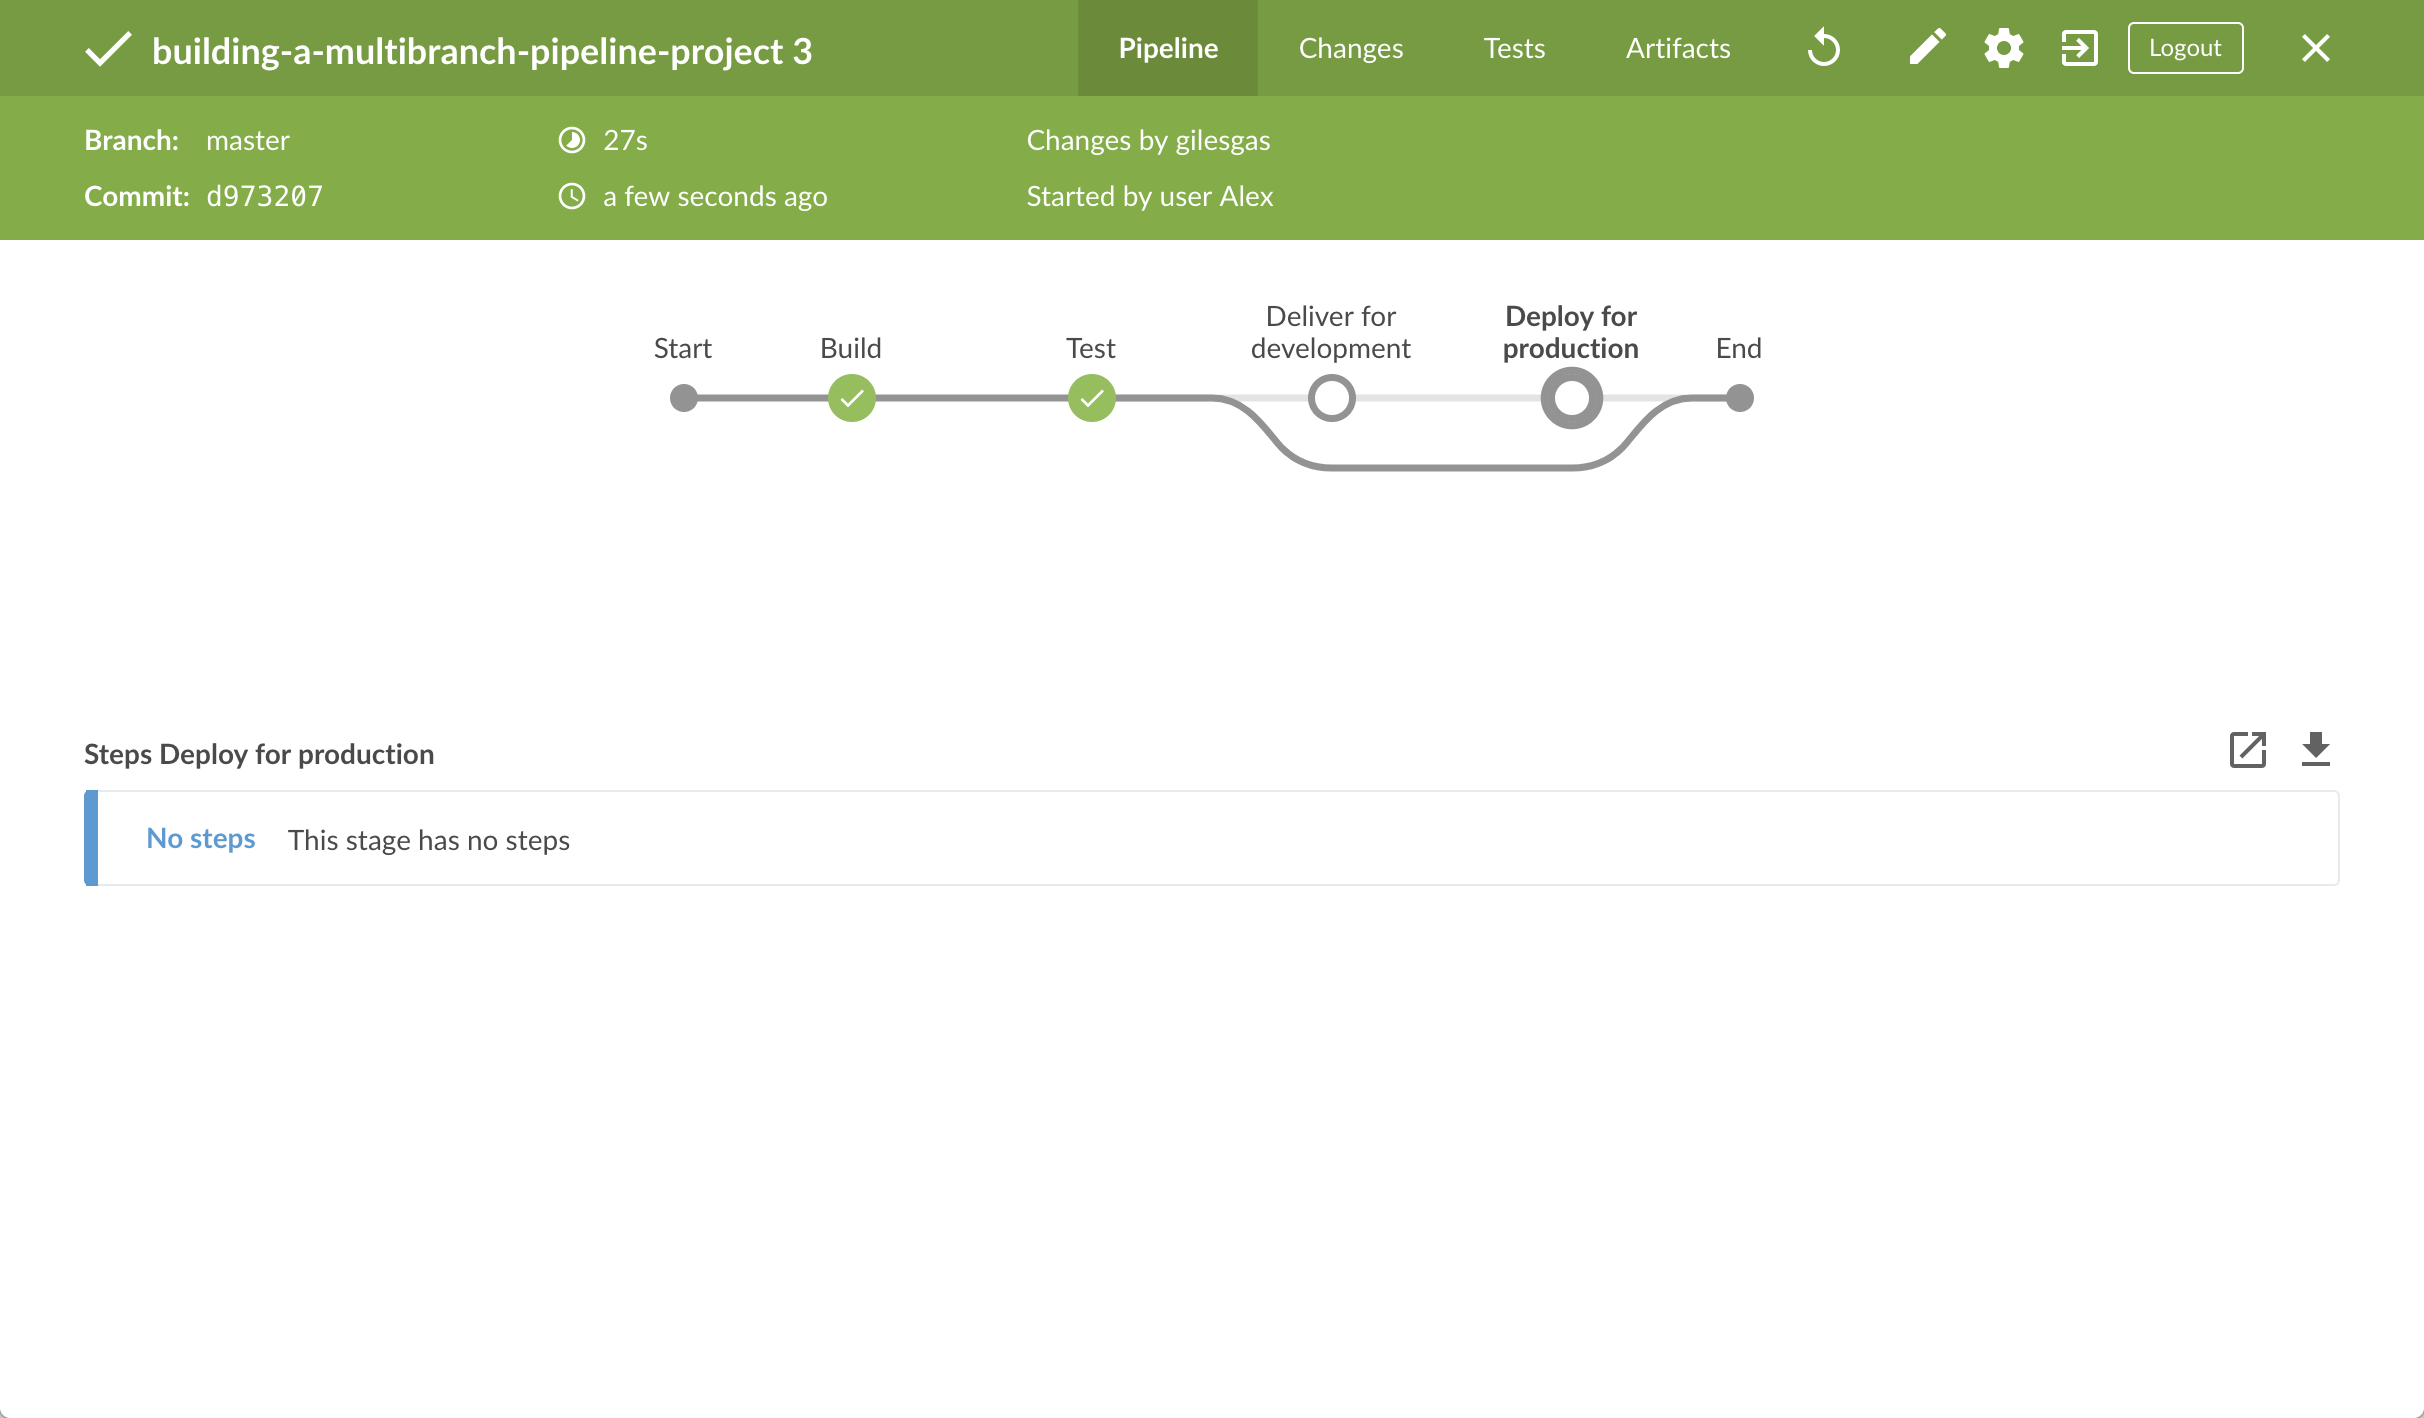 building-a-multibranch-pipeline-project 3
Pipeline
Changes
Tests
Artifacts
Logout
Branch: master
27s
Changes by gilesgas
Commit: d973207
a few seconds ago
Started by user Alex
Start
Build
Test
Deliver for
development
Deploy for
production
End
Steps Deploy for production
No steps This stage has no steps